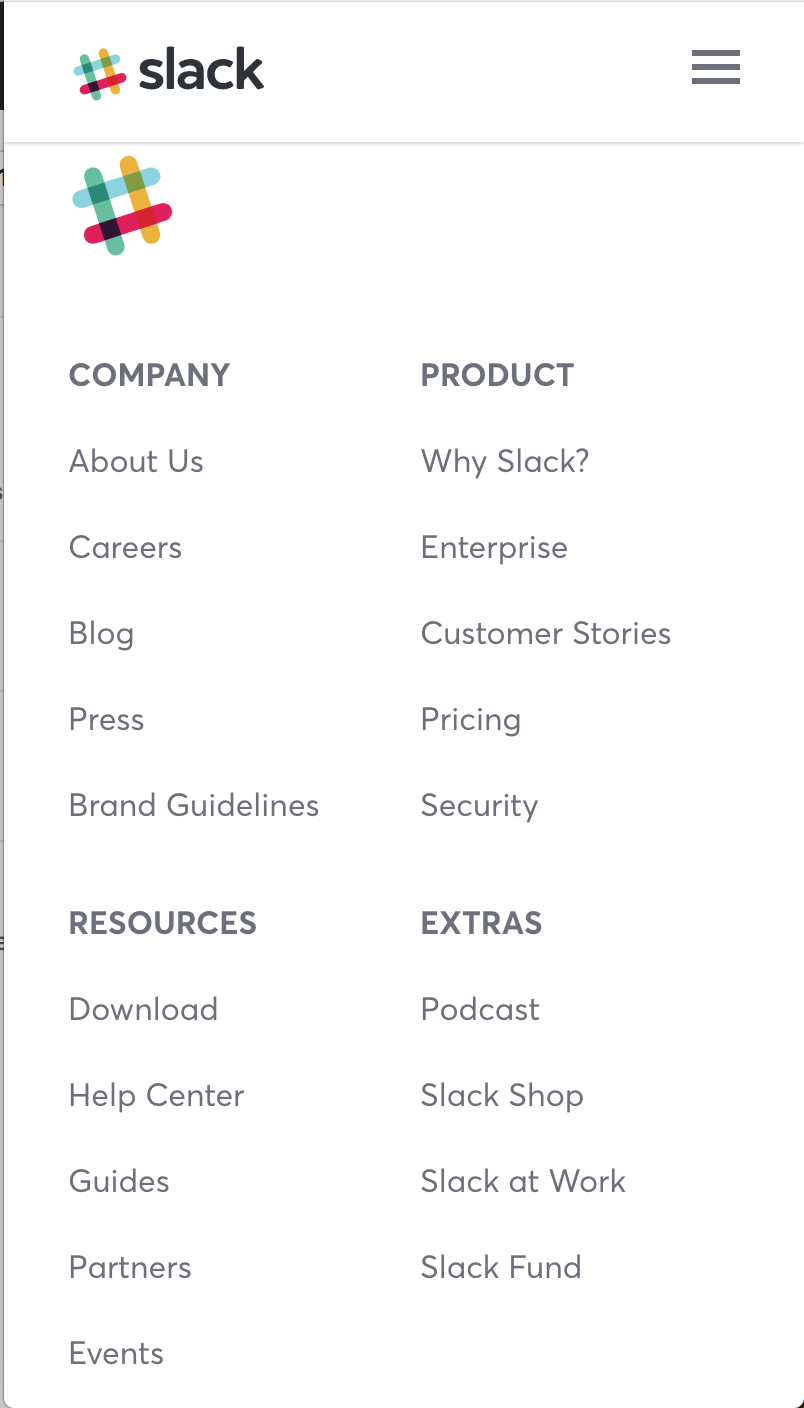 slack
COMPANY
About Us
Careers
Blog
Press
Brand Guidelines
PRODUCT
Why Slack?
Enterprise
Customer Stories
Pricing
Security
RESOURCES
Download
Help Center
Guides
Partners
Events
EXTRAS
Podcast
Slack Shop
Slack at Work
Slack Fund